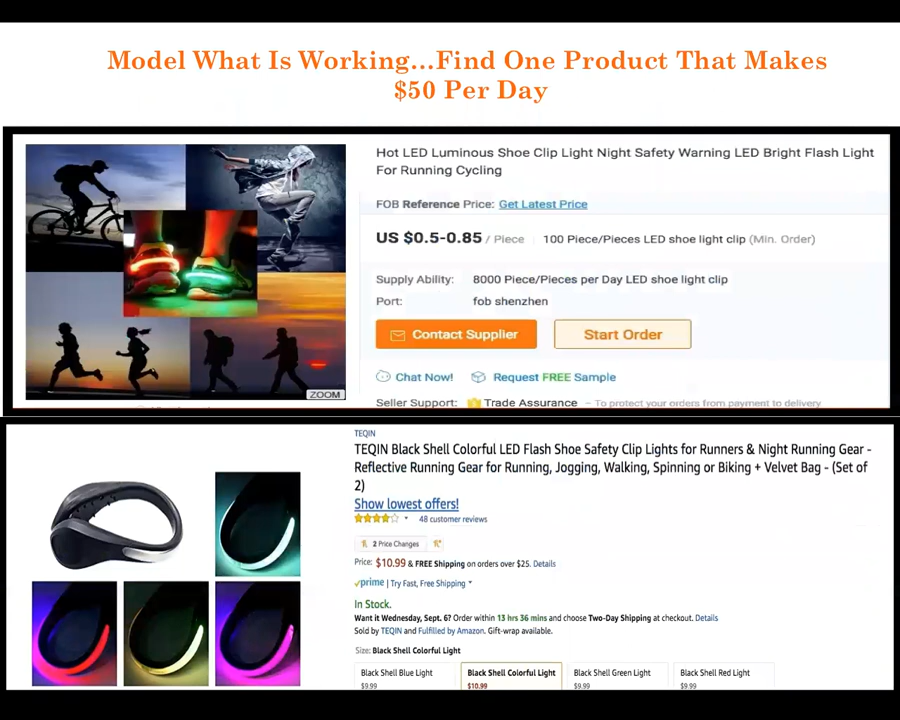 Model What Is Working...Find One Product That Makes
$50 Per Day
Hot LED Luminous Shoe Clip Light Night Safety Warning LED Bright Flash Light
For Running Cycling
FOB Reference Price: Get Latest Price
US $0.5-0.85 / Piece 100 Piece/Pieces LED shoe light clip (Min. Order)
Supply Ability: 8000 Piece/Pieces per Day LED shoe light clip
Port: fob shenzhen
Contact Supplier Start Order
Chat Now! Request FREE Sample
ZOOM
Seller Support: Trade Assurance – To protect your orders from payment to delivery
TEQIN
TEQIN Black Shell Colorful LED Flash Shoe Safety Clip Lights for Runners & Night Running Gear -
Reflective Running Gear for Running, Jogging, Walking, Spinning or Biking + Velvet Bag - (Set of
2)
Show lowest offers!
48 customer reviews
2 Price Changes
Price: $10.99 & FREE Shipping on orders over $25. Details
prime | Try Fast, Free Shipping
In Stock.
Want it Wednesday, Sept. 6? Order within 13 hrs 36 mins and choose Two-Day Shipping at checkout. Details
Sold by TEQIN and Fulfilled by Amazon. Gift-wrap available.
Size: Black Shell Colorful Light
Black Shell Blue Light Black Shell Colorful Light Black Shell Green Light Black Shell Red Light
$9.99 $10.99 $9.99 $9.99